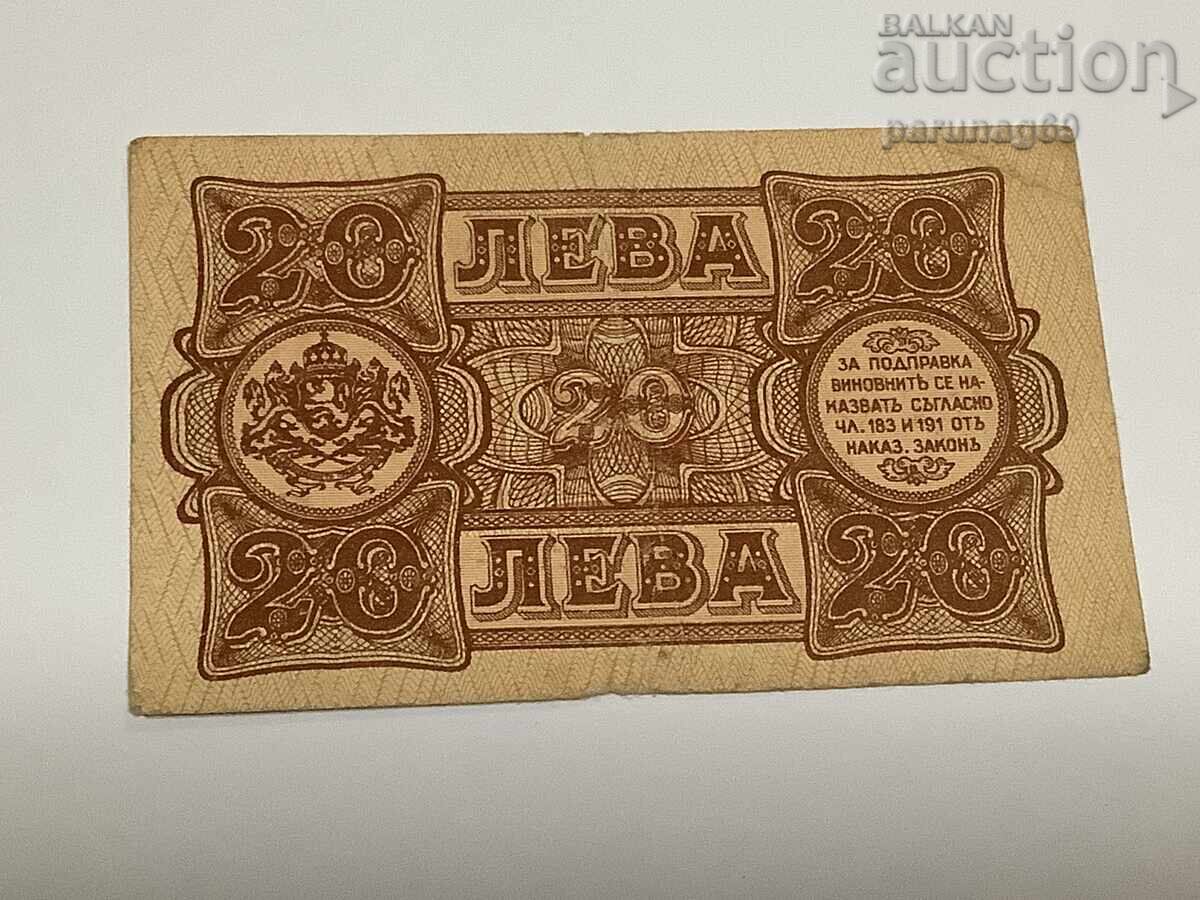 BALKAN
auction
parunag69
20 ЛЕВА 20
ЗА ПОДПРАВКА
ВИНОВНИТѢ СЕ НА-
КАЗВАТЪ СЪГЛАСНО
ЧЛ. 183 И 191 ОТЪ
НАКАЗ. ЗАКОНЪ
20
20 ЛЕВА 20